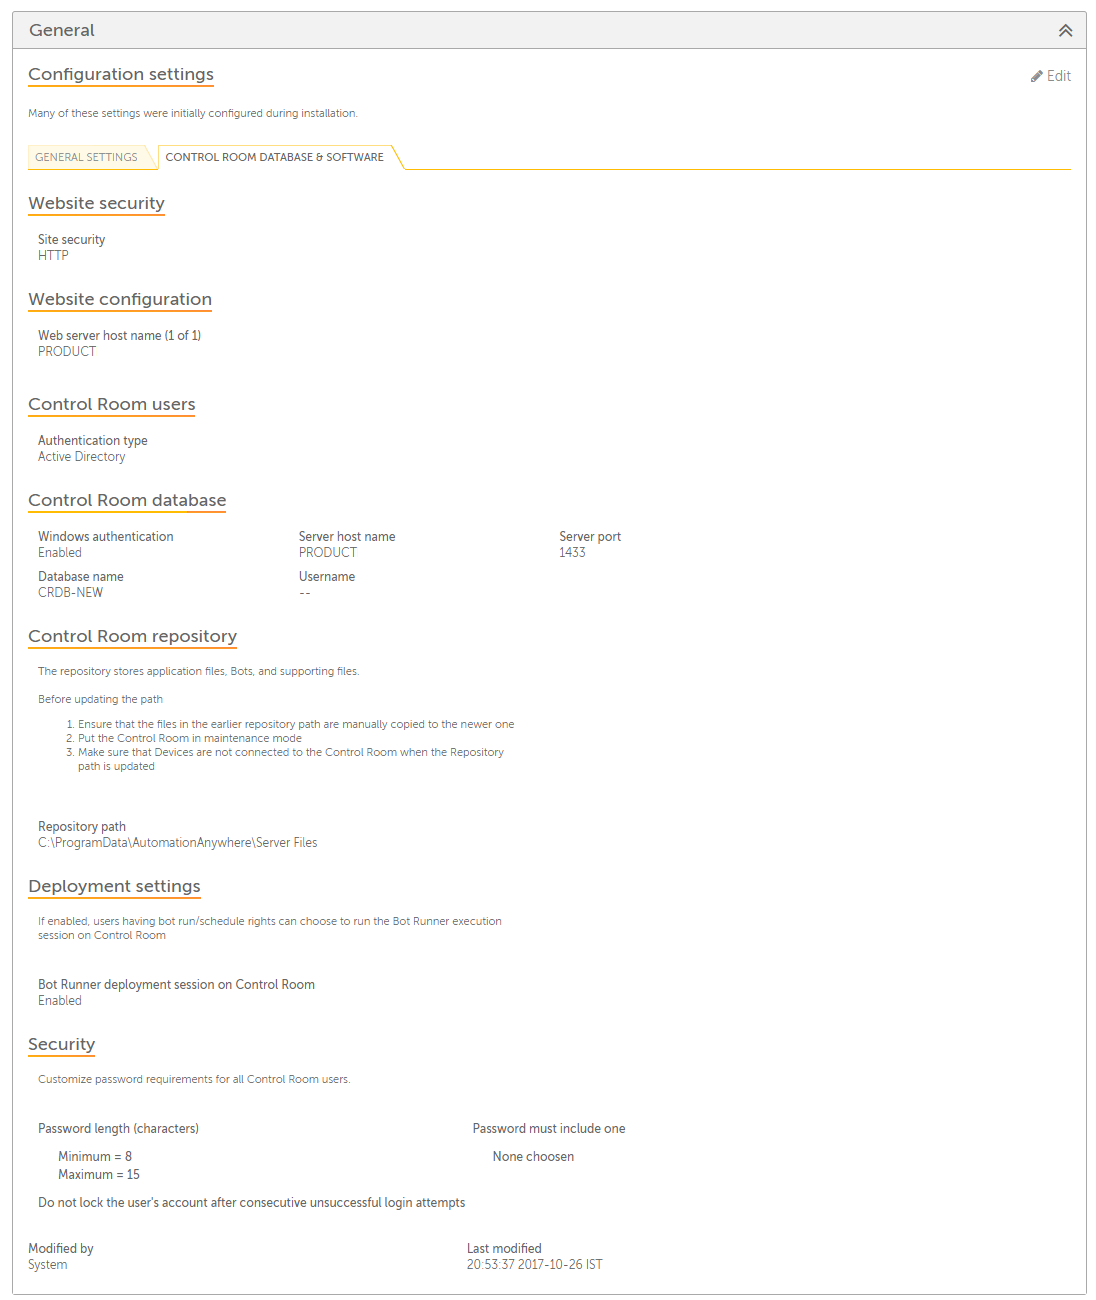 General
Configuration settings
Edit
Many of these settings were initially configured during installation.
GENERAL SETTINGS
CONTROL ROOM DATABASE & SOFTWARE
Website security
Site security
HTTP
Website configuration
Web server host name (1 of 1)
PRODUCT
Control Room users
Authentication type
Active Directory
Control Room database
Windows authentication
Enabled
Server host name
PRODUCT
Server port
1433
Database name
CRDB-NEW
Username
--
Control Room repository
The repository stores application files, Bots, and supporting files.
Before updating the path
1. Ensure that the files in the earlier repository path are manually copied to the newer one
2. Put the Control Room in maintenance mode
3. Make sure that Devices are not connected to the Control Room when the Repository
path is updated
Repository path
C:\ProgramData\AutomationAnywhere\Server Files
Deployment settings
If enabled, users having bot run/schedule rights can choose to run the Bot Runner execution
session on Control Room
Bot Runner deployment session on Control Room
Enabled
Security
Customize password requirements for all Control Room users.
Password length (characters)
Minimum = 8
Maximum = 15
Password must include one
None choosen
Do not lock the user's account after consecutive unsuccessful login attempts
Modified by
System
Last modified
20:53:37 2017-10-26 IST